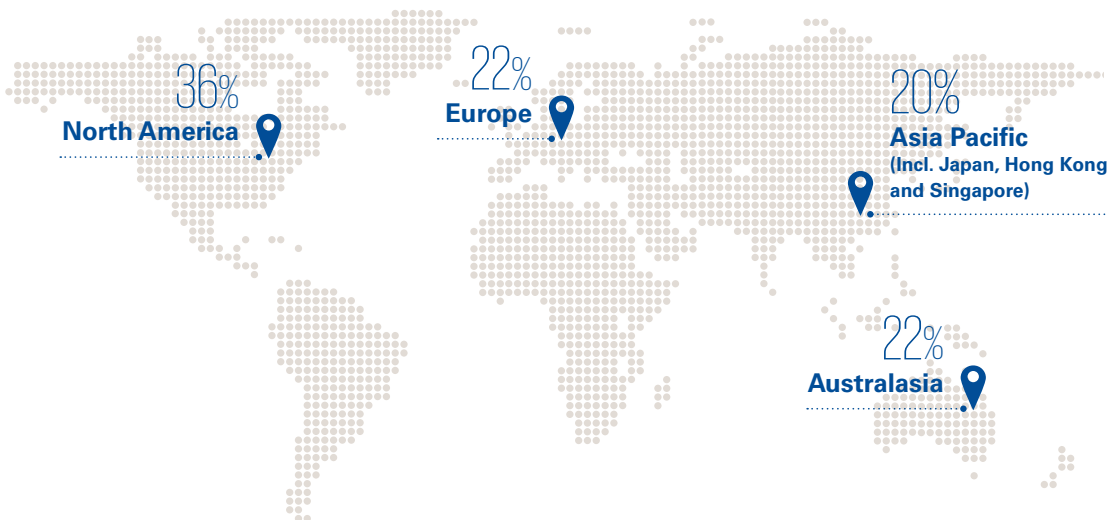 36%
North America
22%
Europe
20%
Asia Pacific
(Incl. Japan, Hong Kong
and Singapore)
22%
Australasia